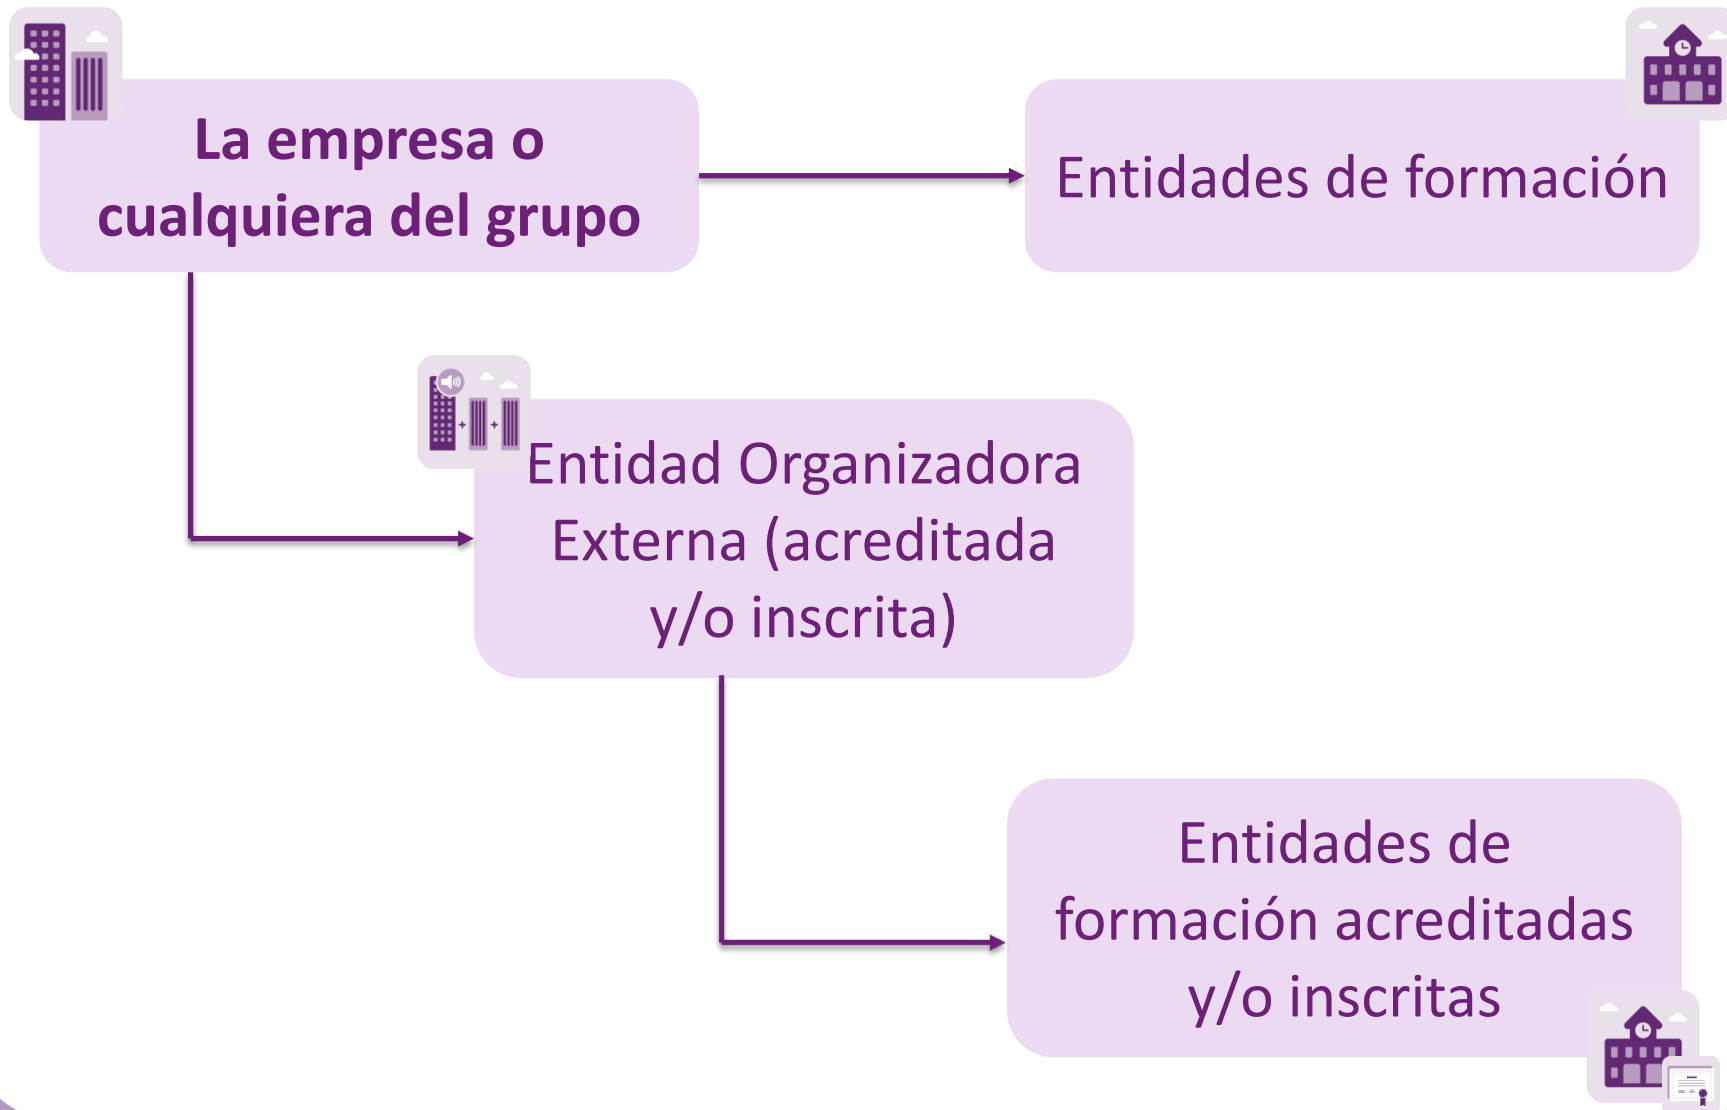 La empresa o
cualquiera del grupo
Entidades de formación
Entidad Organizadora
Externa (acreditada
y/o inscrita)
Entidades de
formación acreditadas
y/o inscritas